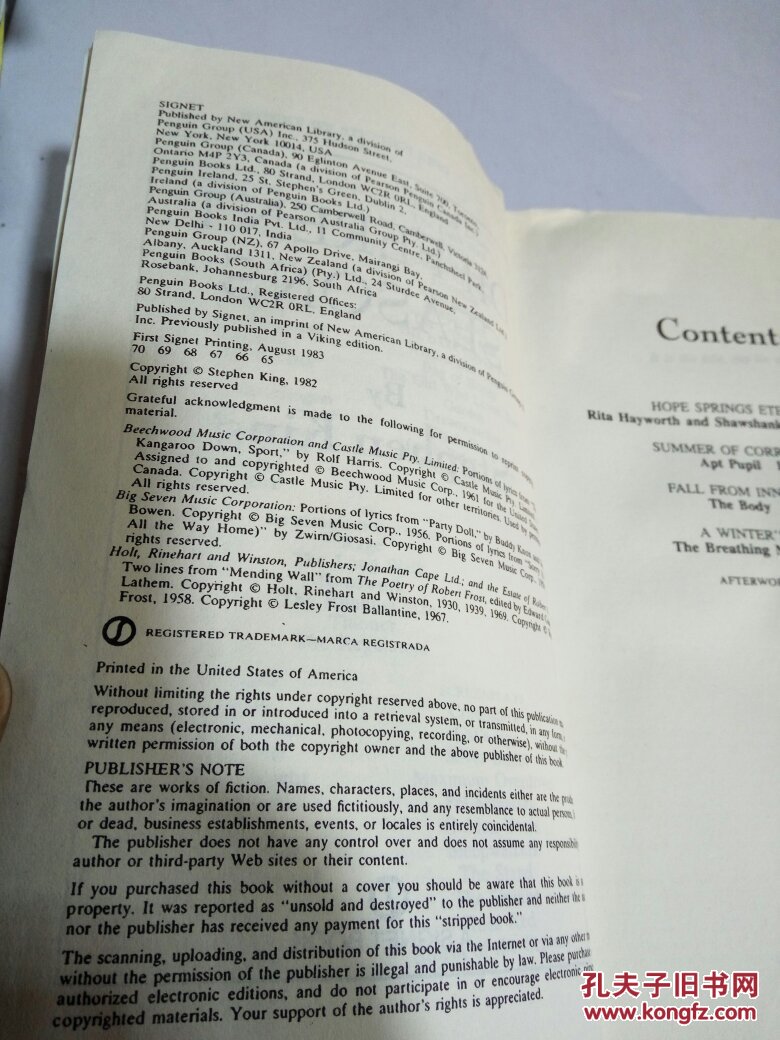 SIGNET
Published by New American Library, a division of
Penguin Group (USA) Inc., 375 Hudson Street,
New York, New York 10014, USA
Penguin Group (Canada), 90 Eglinton Avenue East, Suite 700, Toronto,
Ontario M4P 2Y3, Canada (a division of Pearson Penguin Canada Inc.)
Penguin Books Ltd., 80 Strand, London WC2R 0RL, England
Penguin Ireland, 25 St. Stephen's Green, Dublin 2,
Ireland (a division of Penguin Books Ltd.)
Penguin Group (Australia), 250 Camberwell Road, Camberwell, Victoria 3124,
Australia (a division of Pearson Australia Group Pty. Ltd.)
Penguin Books India Pvt. Ltd., 11 Community Centre, Panchsheel Park,
New Delhi - 110 017, India
Penguin Group (NZ), 67 Apollo Drive, Mairangi Bay,
Albany, Auckland 1311, New Zealand (a division of Pearson New Zealand Ltd.)
Penguin Books (South Africa) (Pty.) Ltd., 24 Sturdee Avenue,
Rosebank, Johannesburg 2196, South Africa
Penguin Books Ltd., Registered Offices:
80 Strand, London WC2R 0RL, England
Published by Signet, an imprint of New American Library, a division of Penguin Group
Inc. Previously published in a Viking edition.
First Signet Printing, August 1983
70 69 68 67 66 65
Copyright © Stephen King, 1982
All rights reserved
Grateful acknowledgment is made to the following for permission to reprint
material.
Beechwood Music Corporation and Castle Music Pty. Limited: Portions of lyrics from
Kangaroo Down, Sport," by Rolf Harris. Copyright © Castle Music Pty. Limited
Assigned to and copyrighted © Beechwood Music Corp., 1961 for the United States
Canada. Copyright © Castle Music Pty. Limited for other territories. Used by
All rights reserved.
Big Seven Music Corporation: Portions of lyrics from "Party Doll," by Buddy Knox
Bowen. Copyright © Big Seven Music Corp., 1956. Portions of lyrics from "Sorry
All the Way Home)" by Zwirn/Giosasi. Copyright © Big Seven Music Corp.
rights reserved.
Holt, Rinehart and Winston, Publishers; Jonathan Cape Ltd.; and the Estate of Robert
Two lines from "Mending Wall" from The Poetry of Robert Frost, edited by Edward
Lathem. Copyright © Holt, Rinehart and Winston, 1930, 1939, 1969. Copyright ©
Frost, 1958. Copyright © Lesley Frost Ballantine, 1967.
REGISTERED TRADEMARK—MARCA REGISTRADA
Printed in the United States of America
Without limiting the rights under copyright reserved above, no part of this publication
reproduced, stored in or introduced into a retrieval system, or transmitted, in any form,
any means (electronic, mechanical, photocopying, recording, or otherwise), without the
written permission of both the copyright owner and the above publisher of this book
PUBLISHER'S NOTE
These are works of fiction. Names, characters, places, and incidents either are the
the author's imagination or are used fictitiously, and any resemblance to actual persons,
or dead, business establishments, events, or locales is entirely coincidental.
The publisher does not have any control over and does not assume any
author or third-party Web sites or their content.
If you purchased this book without a cover you should be aware that this book is
property. It was reported as "unsold and destroyed" to the publisher and neither the
nor the publisher has received any payment for this "stripped book."
The scanning, uploading, and distribution of this book via the Internet or via any other
without the permission of the publisher is illegal and punishable by law. Please purchase
authorized electronic editions, and do not participate in or encourage electronic
copyrighted materials. Your support of the author's rights is appreciated.
Content
HOPE SPRINGS ETE
Rita Hayworth and Shawshank
SUMMER OF CORR
Apt Pupil
FALL FROM INN
The Body
A WINTER'
The Breathing M
AFTERWOR
孔夫子旧书网
www.kongfz.com